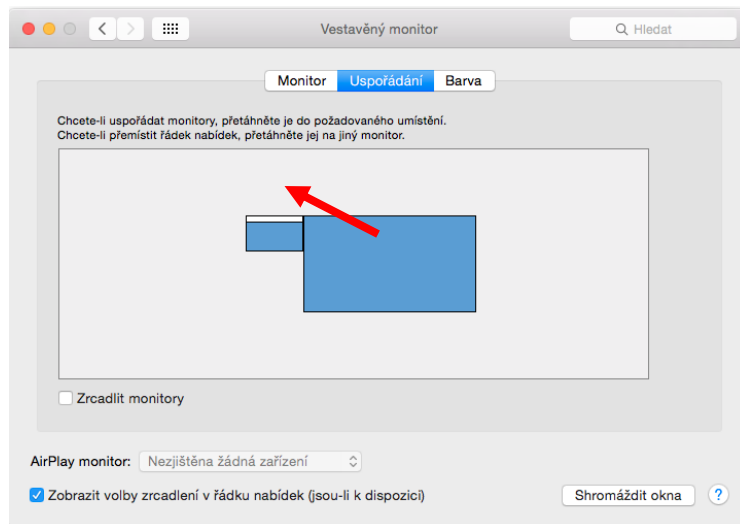 Vestavěný monitor
Hledat
Monitor Uspořádání Barva
Chcete-li uspořádat monitory, přetáhněte je do požadovaného umístění.
Chcete-li přemístit řádek nabídek, přetáhněte jej na jiný monitor.
Zrcadlit monitory
AirPlay monitor: Nezjištěna žádná zařízení
Zobrazit volby zrcadlení v řádku nabídek (jsou-li k dispozici)
Shromáždit okna ?